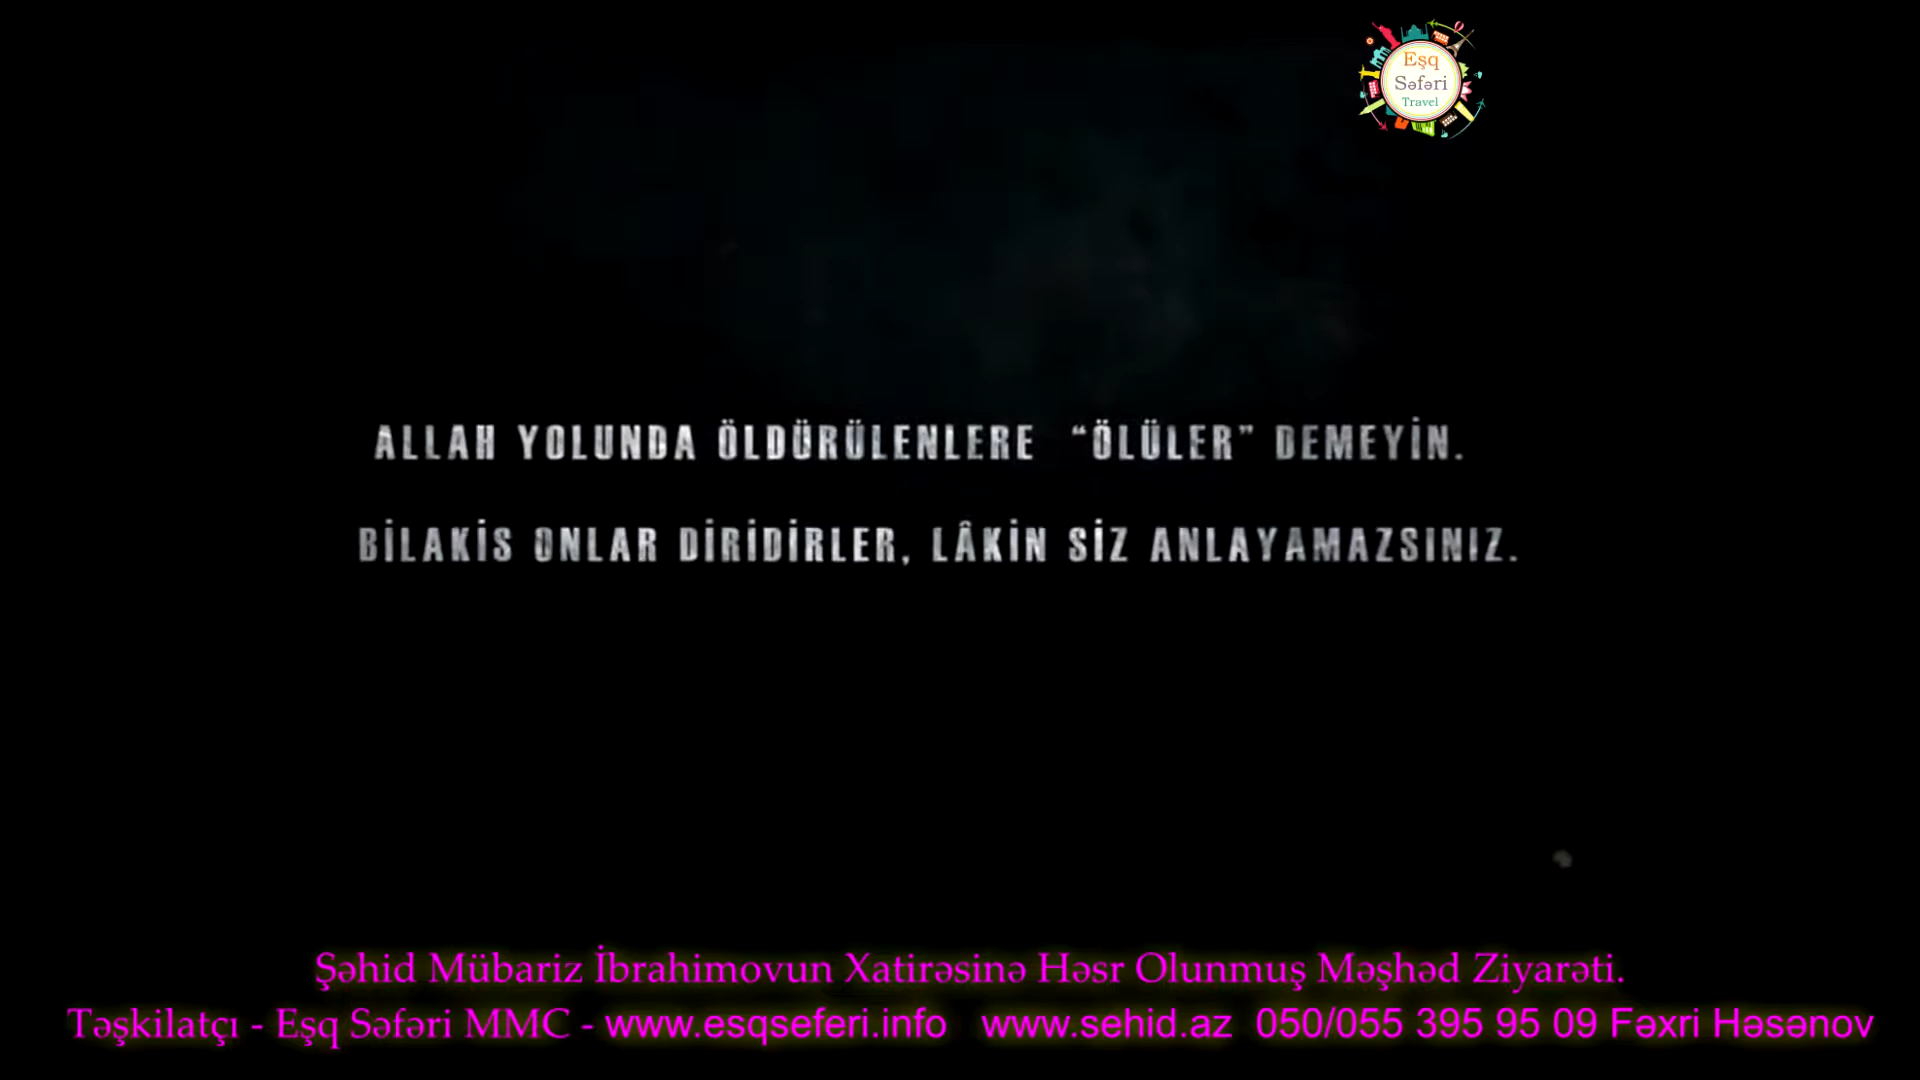 Eşq
Səfəri
Travel
ALLAH YOLUNDA ÖLDÜRÜLENLERE “ÖLÜLER” DEMEYİN.
BİLAKİS ONLAR DİRİDİRLER, LÂKİN SİZ ANLAYAMAZSINIZ.
Şəhid Mübariz İbrahimovun Xatirəsinə Həsr Olunmuş Məşhəd Ziyarəti.
Təşkilatçı - Eşq Səfəri MMC - www.esqseferi.info www.sehid.az 050/055 395 95 09 Fəxri Həsənov